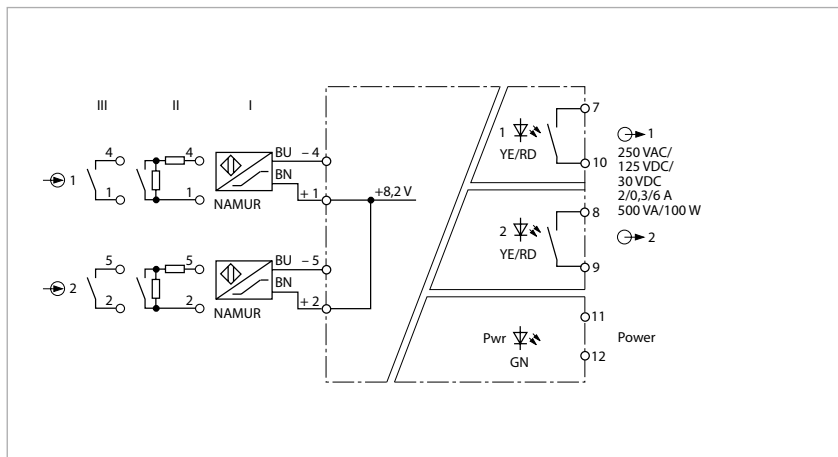 III II I
7
1
YE/RD
10
1
250 VAC/
125 VDC/
30 VDC
2/0,3/6 A
500 VA/100 W
2
4 4 BU – 4
BN
1
1 1 + 1
NAMUR
+8,2 V
8
2
YE/RD
9
5 5 BU – 5
BN
2
2 2 + 2
NAMUR
11
Pwr
GN
12
Power